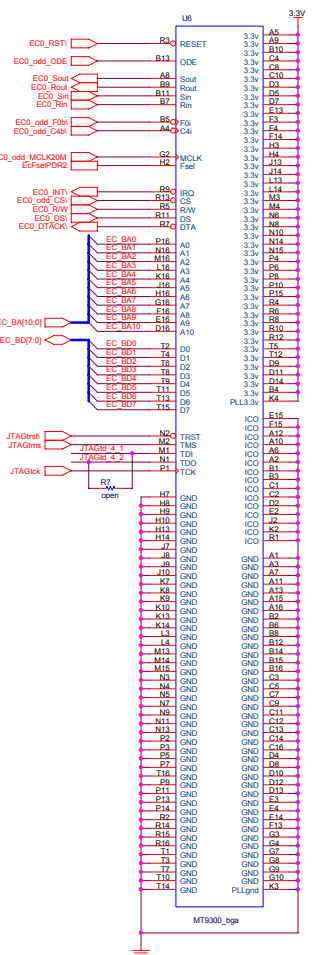 3.3V
U6
EC0_RST\ R3 RESET 3.3v A5
3.3v A9
3.3v B10
EC0_odd_ODE B13 ODE 3.3v C4
3.3v C8
EC0_Sout A8 Sout 3.3v C10
EC0_Rout B9 Rout 3.3v D3
EC0_Sin B11 Sin 3.3v D5
EC0_Rin B7 Rin 3.3v D7
3.3v E13
EC0_odd_F0b\ B5 F0i 3.3v F3
EC0_odd_C4b\ A4 C4i 3.3v E4
3.3v F14
3.3v H3
EC0_odd_MCLK20M G2 MCLK 3.3v H4
EcFselPDR2 H2 Fsel 3.3v J13
3.3v J14
3.3v L13
EC0_INT\ R9 IRQ 3.3v L14
EC0_odd_CS\ R13 CS 3.3v M3
EC0_R/W R5 R/W 3.3v M4
EC0_DS\ R11 DS 3.3v N6
EC0_DTACK\ R7 DTA 3.3v N8
3.3v N10
EC_BA0 P16 A0 3.3v N14
EC_BA1 N16 A1 3.3v N15
EC_BA2 M16 A2 3.3v P4
EC_BA3 L16 A3 3.3v P6
EC_BA4 K16 A4 3.3v P8
EC_BA5 J16 A5 3.3v P10
EC_BA6 H16 A6 3.3v P15
EC_BA7 G16 A7 3.3v R4
EC_BA8 F16 A8 3.3v R6
EC_BA9 E16 A9 3.3v R8
EC_BA10 D16 A10 3.3v R10
EC_BA[10:0] 3.3v R12
EC_BD[7:0] EC_BD0 T2 D0 3.3v T5
EC_BD1 T4 D1 3.3v T12
EC_BD2 T6 D2 3.3v D9
EC_BD3 T8 D3 3.3v D11
EC_BD4 T9 D4 3.3v D14
EC_BD5 T11 D5 3.3v B4
EC_BD6 T13 D6 PLL3.3v K4
EC_BD7 T15 D7
ICO E15
ICO F15
JTAGtrst\ N2 TRST ICO A12
JTAGtms M2 TMS ICO A10
JTAGtd_4_1 M1 TDI ICO A6
JTAGtd_4_2 N1 TDO ICO A2
JTAGtck P1 TCK ICO B1
ICO B3
R7 ICO C1
open ICO C2
H7 GND ICO D2
H8 GND ICO E2
H9 GND ICO J2
H10 GND ICO K2
H13 GND ICO R1
H14 GND
J7 GND
J8 GND GND A1
J9 GND GND A3
J10 GND GND A7
K7 GND GND A11
K8 GND GND A13
K9 GND GND A15
K10 GND GND A16
K13 GND GND B2
K14 GND GND B6
L3 GND GND B8
L4 GND GND B12
M13 GND GND B14
M14 GND GND B15
M15 GND GND B16
N3 GND GND C3
N4 GND GND C5
N5 GND GND C7
N7 GND GND C9
N9 GND GND C11
N11 GND GND C12
N13 GND GND C13
P2 GND GND C14
P3 GND GND C16
P5 GND GND D4
P7 GND GND D8
T16 GND GND D10
P9 GND GND D12
P11 GND GND D13
P13 GND GND E3
P14 GND GND E4
R2 GND GND E14
R14 GND GND F13
R15 GND GND G3
R16 GND GND G4
T1 GND GND G7
T3 GND GND G8
T7 GND GND G9
T10 GND GND G10
T14 GND PLLgnd K3
MT9300_bga